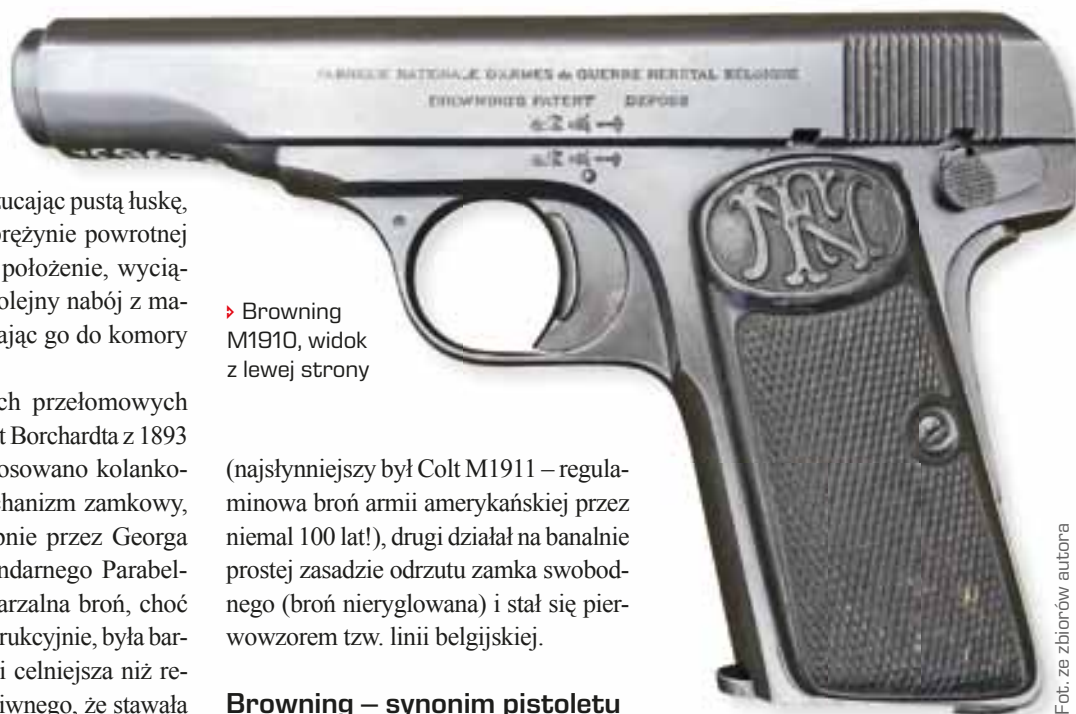 FABRIQUE NATIONALE D'ARMES de GUERRE HERSTAL BELGIQUE
BROWNING'S PATENT DEPOSE
FN
zucając pustą łuskę,
prężynie powrotnej
położenie, wycią-
olejny nabój z ma-
ając go do komory
ch przełomowych
t Borchardta z 1893
osowano kolanko-
chanizm zamkowy,
pnie przez Georga
ndarnego Parabel-
arzalna broń, choć
rukcyjnie, była bar-
i celniejsza niż re-
iwnego, że stawała
› Browning
M1910, widok
z lewej strony
(najsłynniejszy był Colt M1911 – regula-
minowa broń armii amerykańskiej przez
niemal 100 lat!), drugi działał na banalnie
prostej zasadzie odrzutu zamka swobod-
nego (broń nieryglowana) i stał się pier-
wowzorem tzw. linii belgijskiej.
Browning – synonim pistoletu
Fot. ze zbiorów autora